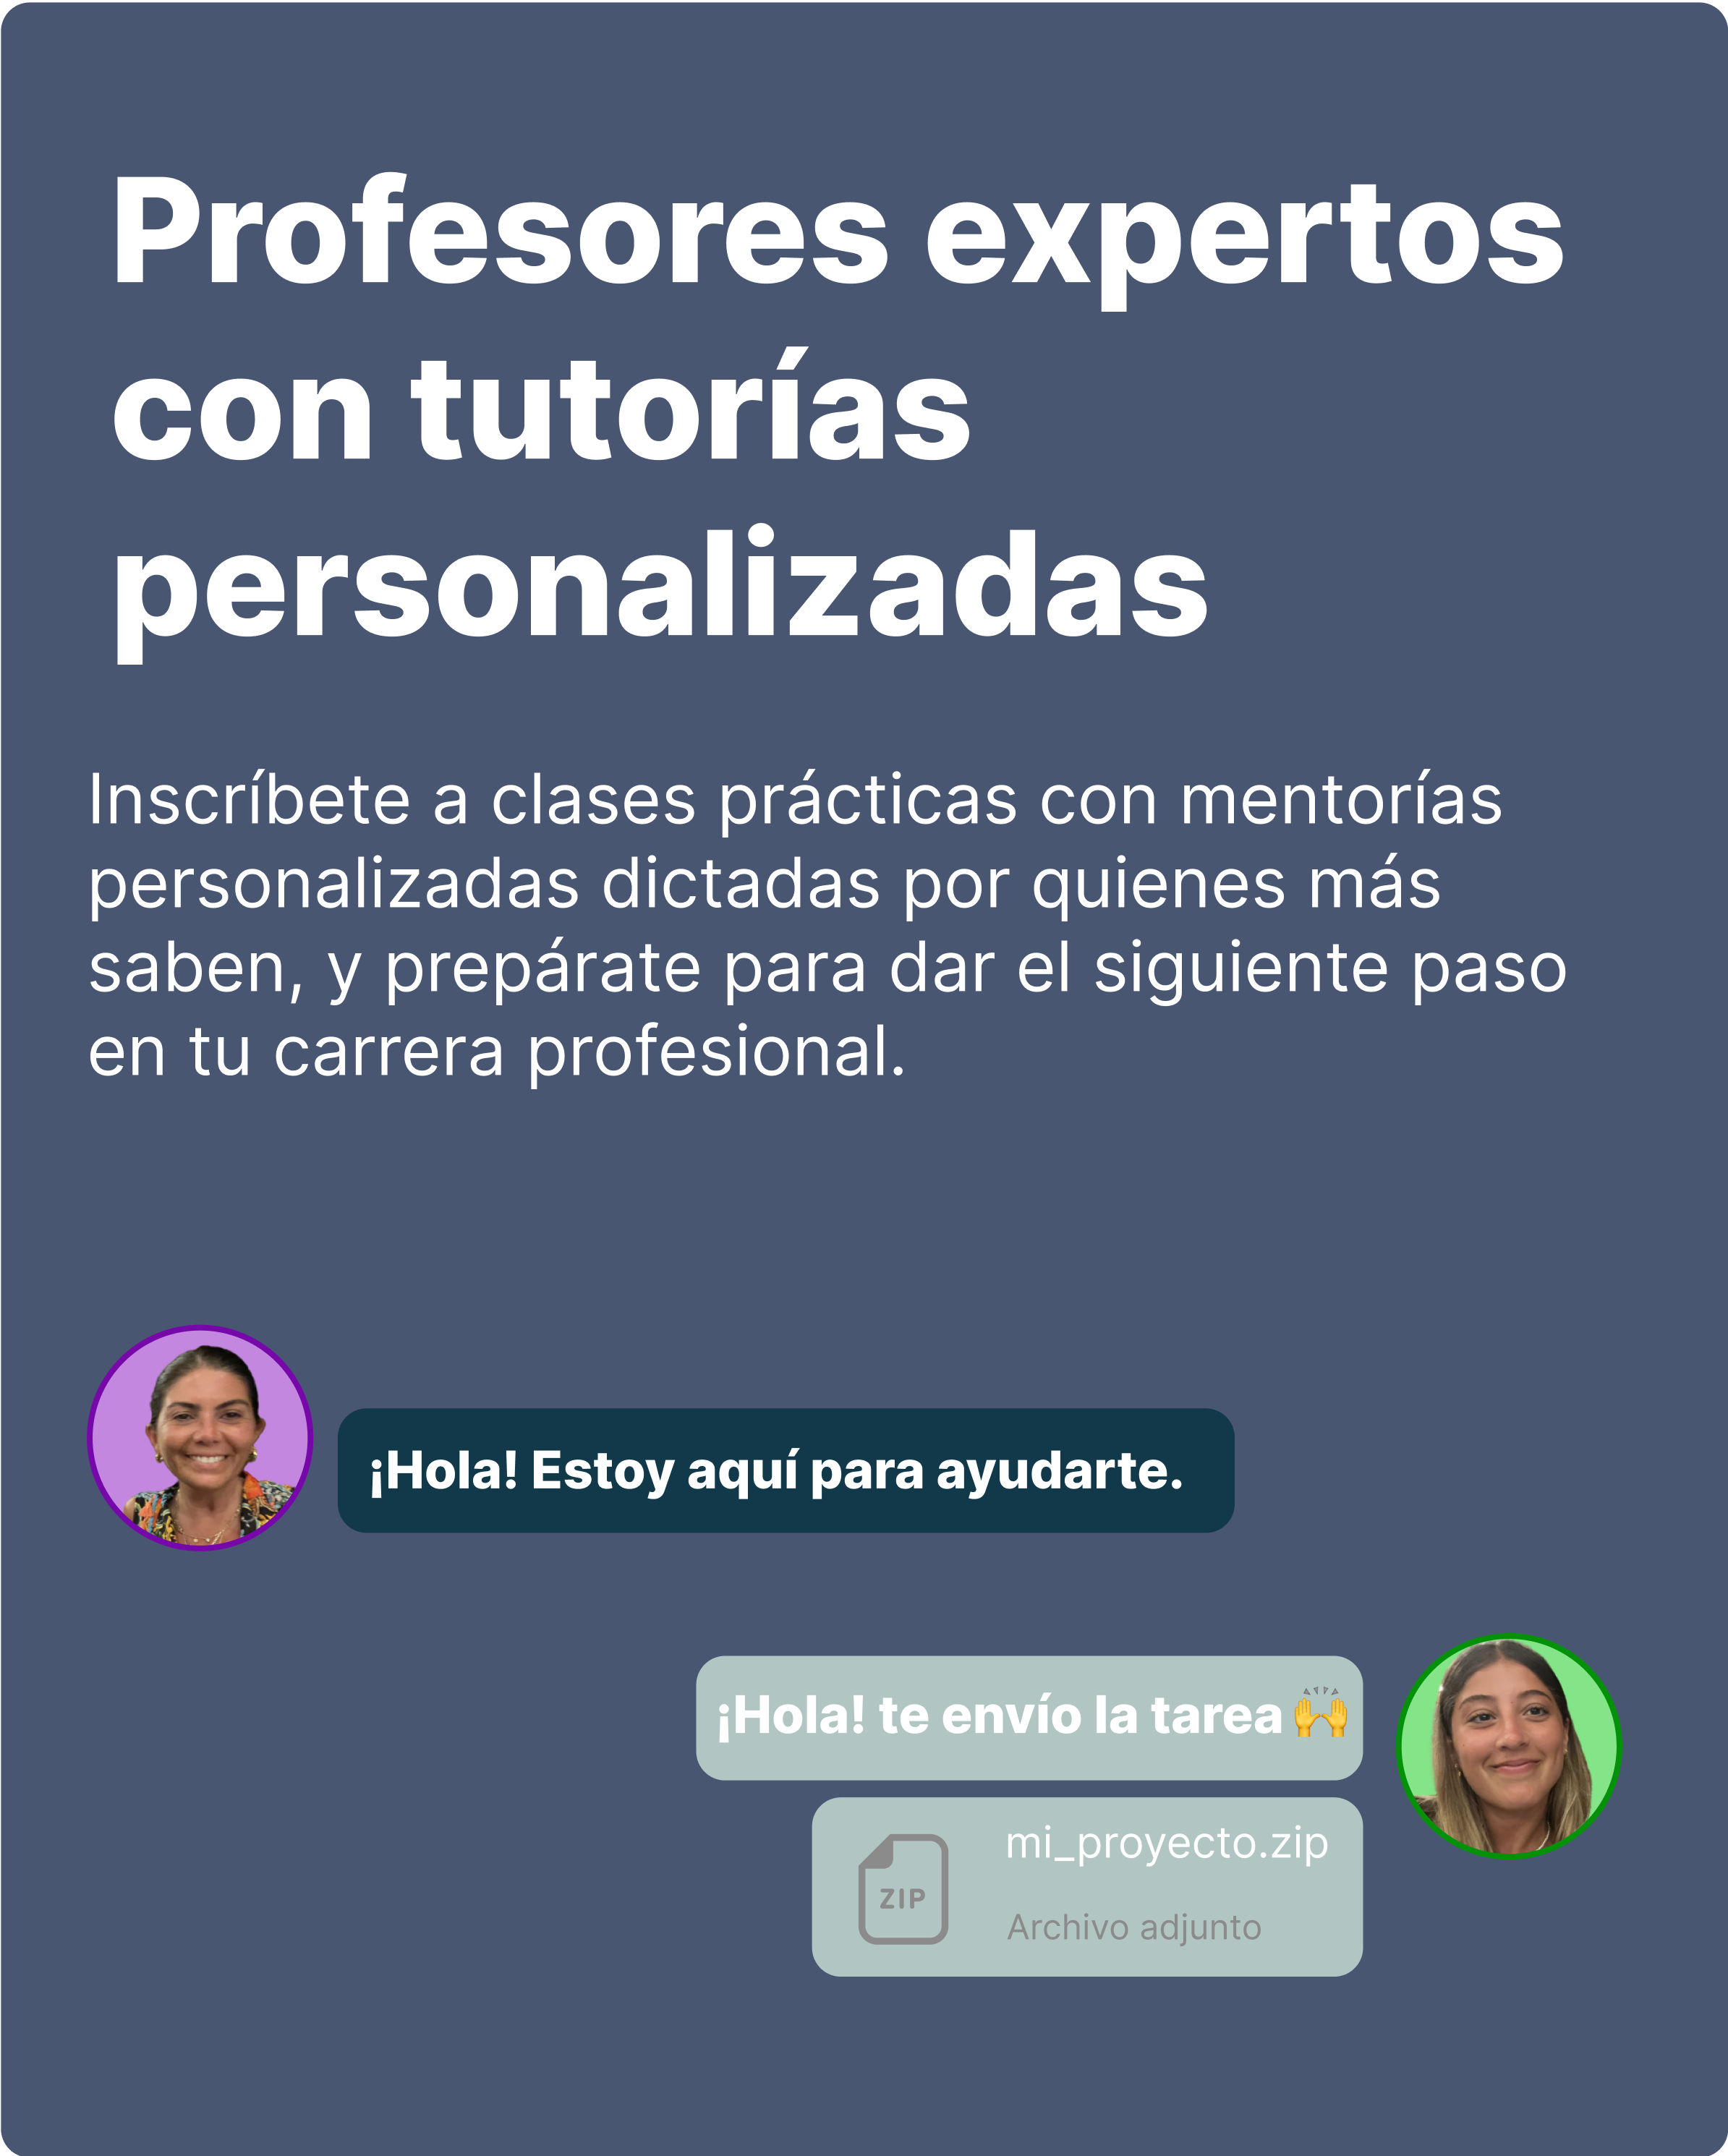 Profesores expertos
con tutorías
personalizadas
Inscríbete a clases prácticas con mentorías
personalizadas dictadas por quienes más
saben, y prepárate para dar el siguiente paso
en tu carrera profesional.
¡Hola! Estoy aquí para ayudarte.
¡Hola! te envío la tarea 🙌
mi_proyecto.zip
ZIP
Archivo adjunto